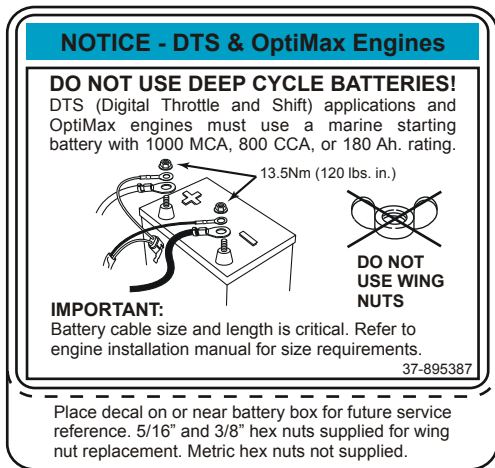 NOTICE - DTS & OptiMax Engines
DO NOT USE DEEP CYCLE BATTERIES!
DTS (Digital Throttle and Shift) applications and
OptiMax engines must use a marine starting
battery with 1000 MCA, 800 CCA, or 180 Ah. rating.
13.5Nm (120 lbs. in.)
DO NOT
USE WING
NUTS
IMPORTANT:
Battery cable size and length is critical. Refer to
engine installation manual for size requirements.
37-895387
Place decal on or near battery box for future service
reference. 5/16” and 3/8” hex nuts supplied for wing
nut replacement. Metric hex nuts not supplied.